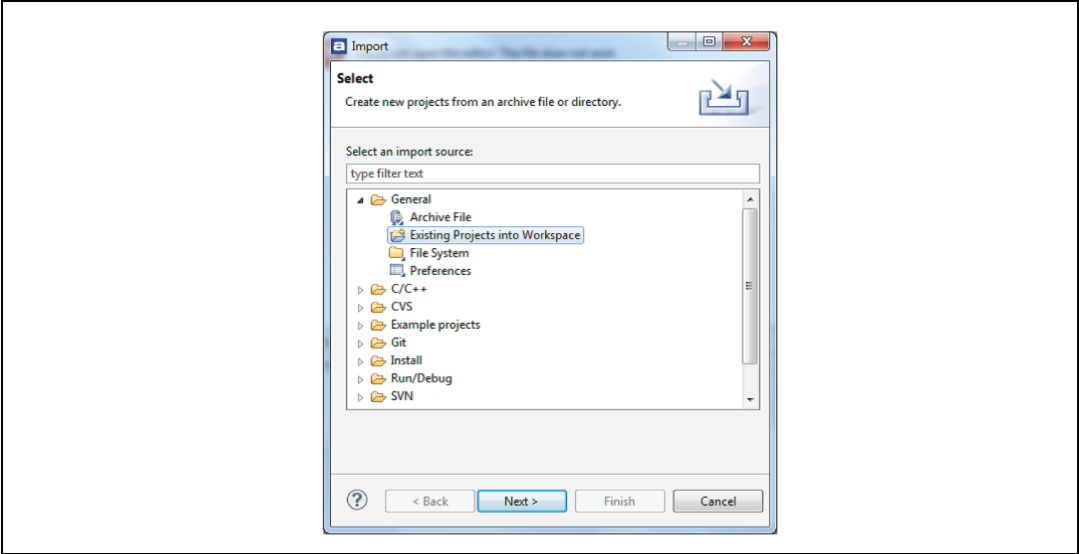 Import
Select
Create new projects from an archive file or directory.
Select an import source:
type filter text
General
Archive File
Existing Projects into Workspace
File System
Preferences
C/C++
CVS
Example projects
Git
Install
Run/Debug
SVN
< Back Next > Finish Cancel